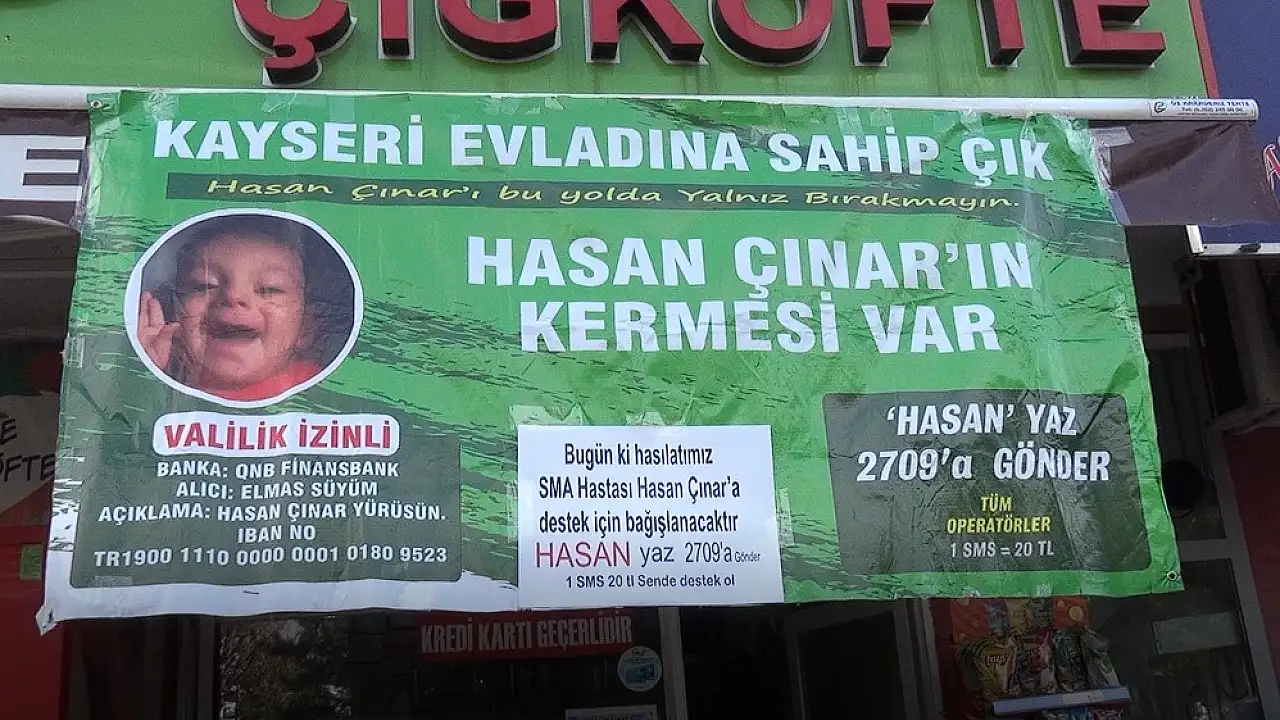 ÇİĞKÖFTE
KAYSERİ EVLADINA SAHİP ÇIK
Hasan Çınar'ı bu yolda Yalnız Bırakmayın.
HASAN ÇINAR'IN
KERMESİ VAR
VALİLİK İZİNLİ
BANKA: QNB FİNANSBANK
ALICI: ELMAS SÜYÜM
AÇIKLAMA: HASAN ÇINAR YÜRÜSÜN.
IBAN NO
TR1900 1110 0000 0001 0180 9523
Bugün ki hasılatımız
SMA Hastası Hasan Çınar'a
destek için bağışlanacaktır
HASAN yaz 2709'a Gönder
1 SMS 20 tl Sende destek ol
'HASAN' YAZ
2709'a GÖNDER
TÜM
OPERATÖRLER
1 SMS = 20 TL
KREDİ KARTI GEÇERLİDİR